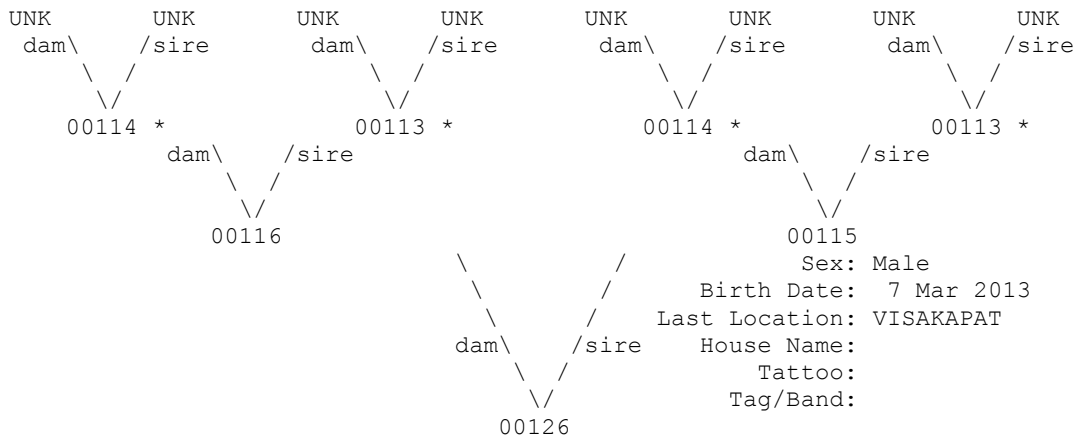 UNK UNK UNK UNK UNK UNK UNK UNK
dam\ /sire dam\ /sire dam\ /sire dam\ /sire
\ / \ / \ / \ /
\/ \/ \/ \/
00114 * 00113 * 00114 * 00113 *
dam\ /sire dam\ /sire
\ / \ /
\/ \/
00116 00115
\ / Sex: Male
\ / Birth Date: 7 Mar 2013
\ / Last Location: VISAKAPAT
dam\ /sire House Name:
\ / Tattoo:
\/ Tag/Band:
00126